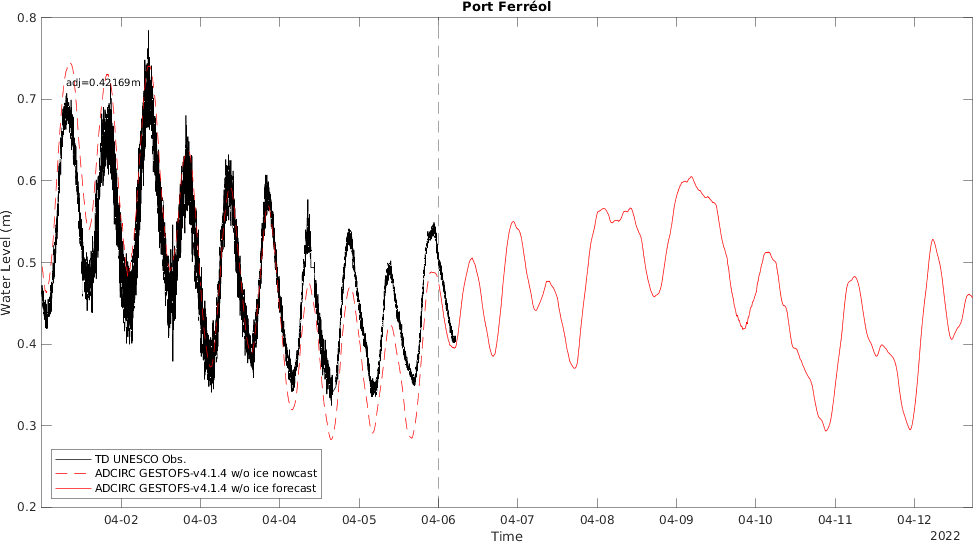 Port Ferréol
0.8
0.7
0.6
0.5
0.4
0.3
0.2
Water Level (m)
adj=0.42169m
TD UNESCO Obs.
ADCIRC GESTOFS-v4.1.4 w/o ice nowcast
ADCIRC GESTOFS-v4.1.4 w/o ice forecast
04-02 04-03 04-04 04-05 04-06 04-07 04-08 04-09 04-10 04-11 04-12
Time
2022